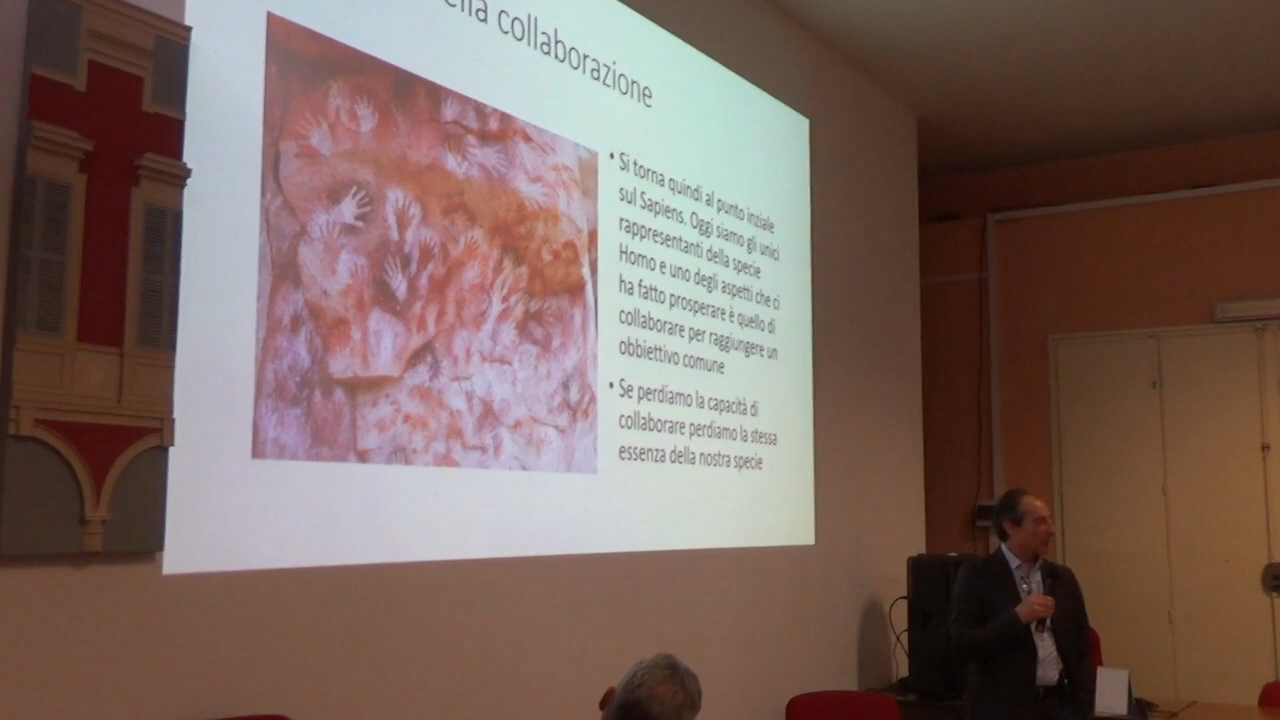 collaborazione
• Si torna quindi al punto inziale
sul Sapiens. Oggi siamo gli unici
rappresentanti della specie
Homo e uno degli aspetti che ci
ha fatto prosperare è quello di
collaborare per raggiungere un
obbiettivo comune
• Se perdiamo la capacità di
collaborare perdiamo la stessa
essenza della nostra specie